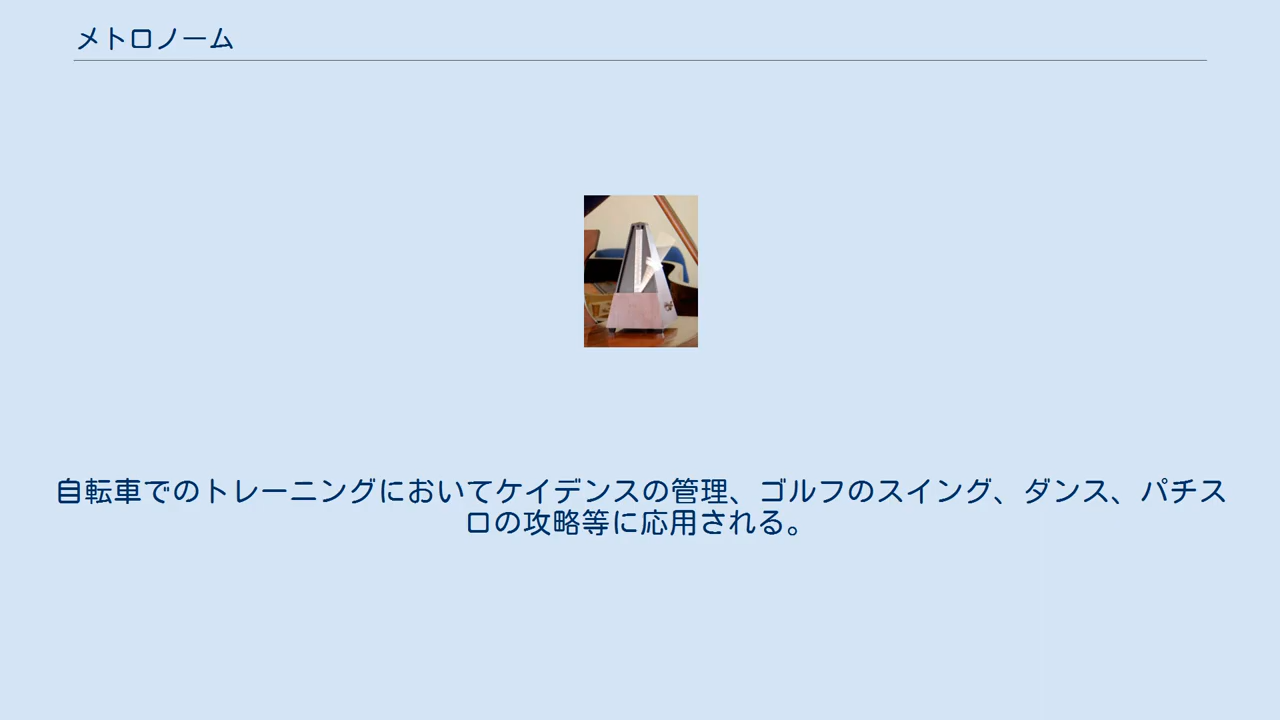 メトロノーム
自転車でのトレーニングにおいてケイデンスの管理、ゴルフのスイング、ダンス、パチス
ロの攻略等に応用される。